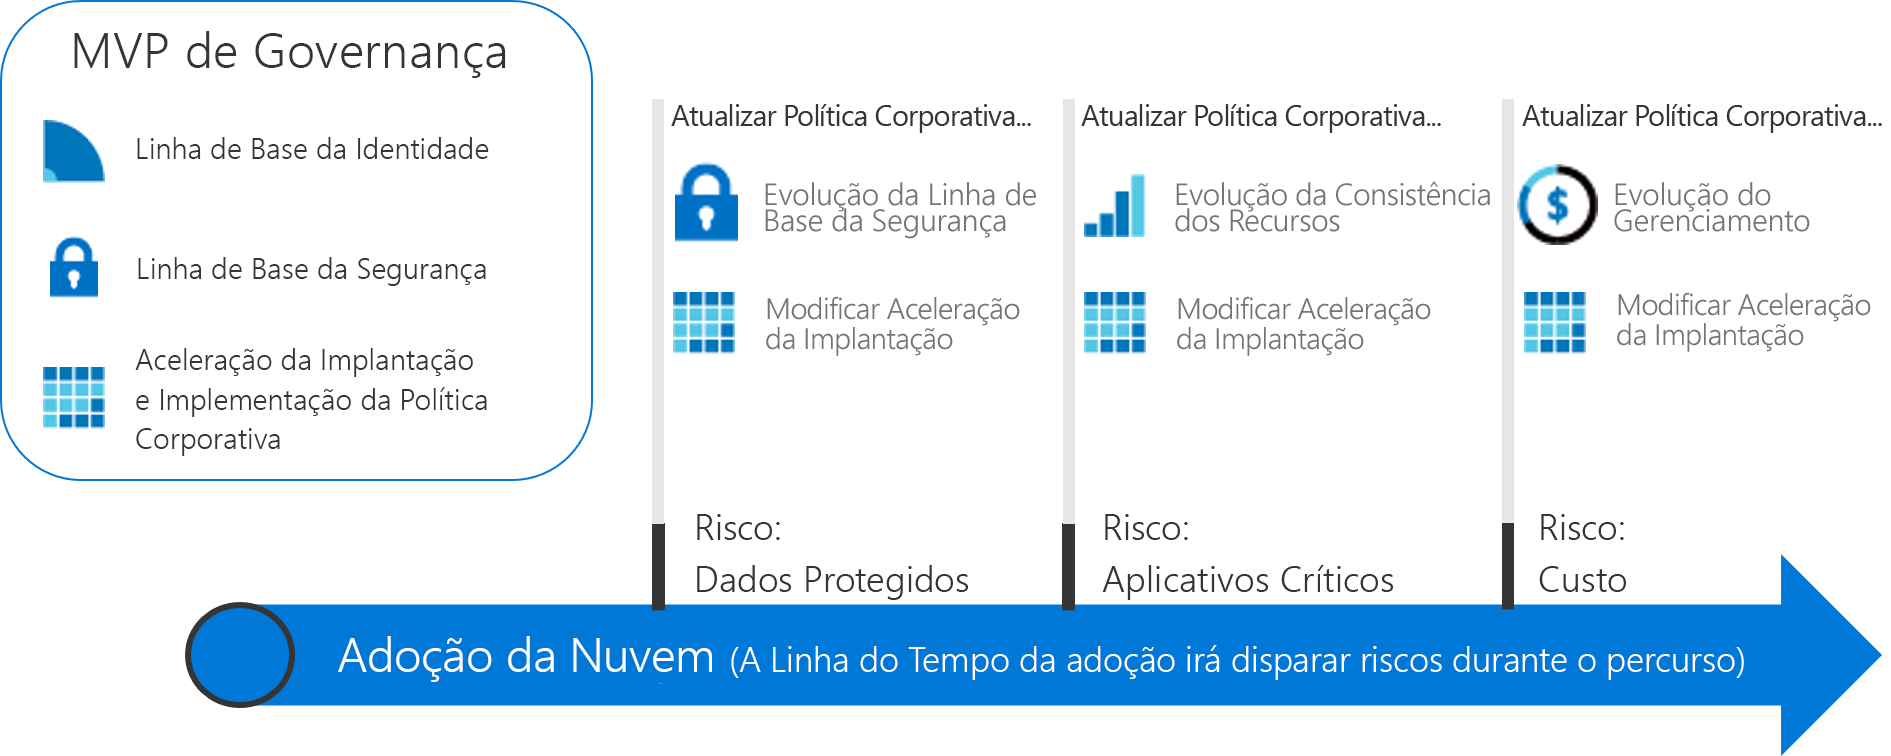 MVP de Governança
Linha de Base da Identidade
Linha de Base da Segurança
Aceleração da Implantação
e Implementação da Política
Corporativa
Atualizar Política Corporativa...
Evolução da Linha de
Base da Segurança
Modificar Aceleração
da Implantação
Risco:
Dados Protegidos
Atualizar Política Corporativa...
Evolução da Consistência
dos Recursos
Modificar Aceleração
da Implantação
Risco:
Aplicativos Críticos
Atualizar Política Corporativa...
$
Evolução do
Gerenciamento
Modificar Aceleração
da Implantação
Risco:
Custo
Adoção da Nuvem (A Linha do Tempo da adoção irá disparar riscos durante o percurso)